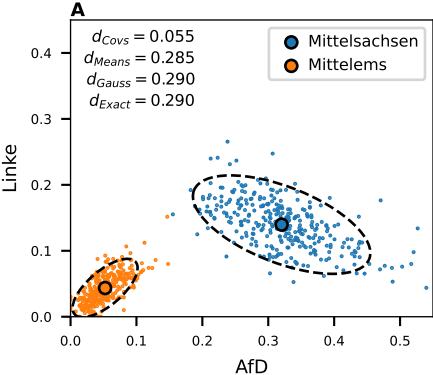 A
d_Covs = 0.055
d_Means = 0.285
d_Gauss = 0.290
d_Exact = 0.290
Mittelsachsen
Mittelems
Linke
0.4
0.3
0.2
0.1
0.0
0.0 0.1 0.2 0.3 0.4 0.5
AfD